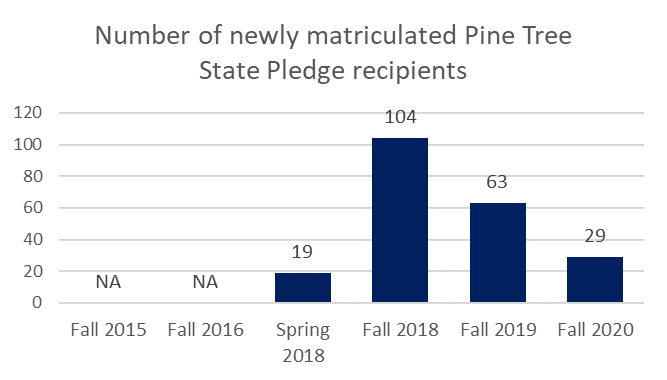 Number of newly matriculated Pine Tree
State Pledge recipients
120
100
80
60
40
20
0
NA
NA
19
104
63
29
Fall 2015
Fall 2016
Spring
2018
Fall 2018
Fall 2019
Fall 2020